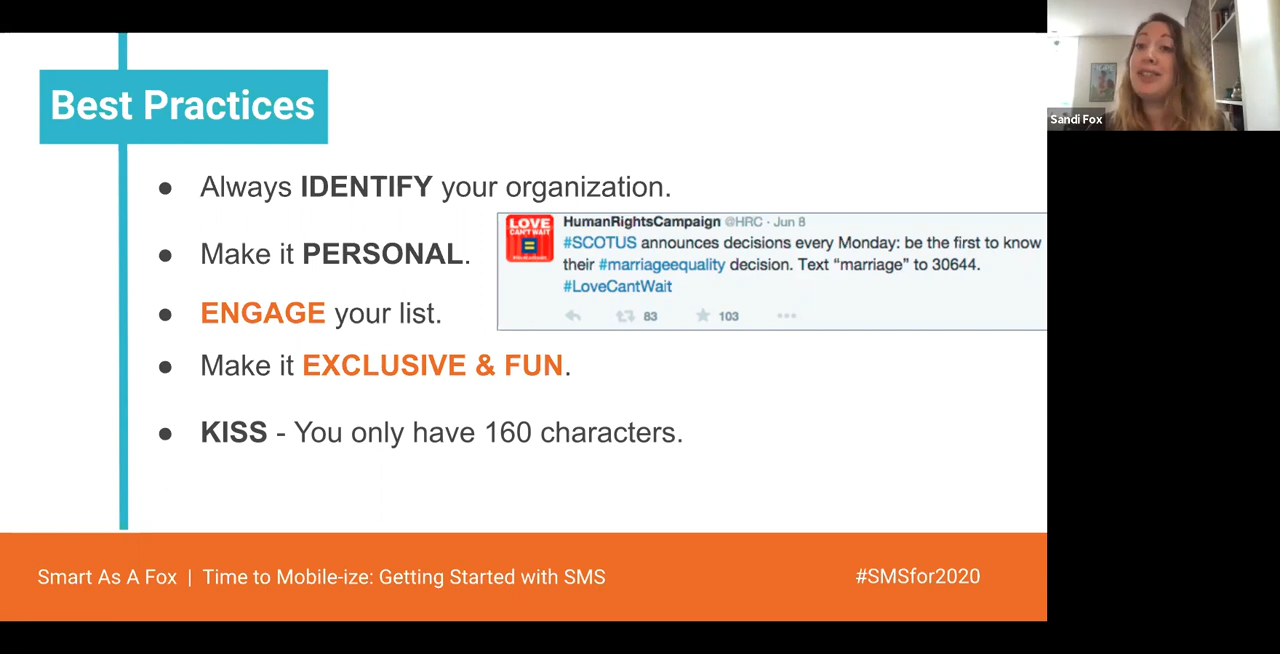 Best Practices
Sandi Fox
● Always IDENTIFY your organization.
● Make it PERSONAL.
LOVE
CAN'T WAIT
HumanRightsCampaign @HRC · Jun 8
#SCOTUS announces decisions every Monday: be the first to know
their #marriageequality decision. Text “marriage” to 30644.
#LoveCantWait
83 103
● ENGAGE your list.
● Make it EXCLUSIVE & FUN.
● KISS - You only have 160 characters.
Smart As A Fox | Time to Mobile-ize: Getting Started with SMS
#SMSfor2020